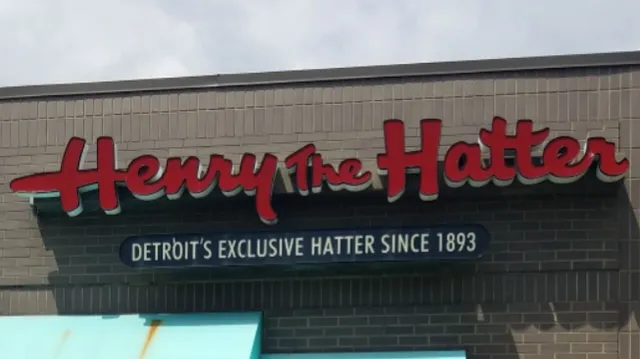 Henry The Hatter
DETROIT'S EXCLUSIVE HATTER SINCE 1893